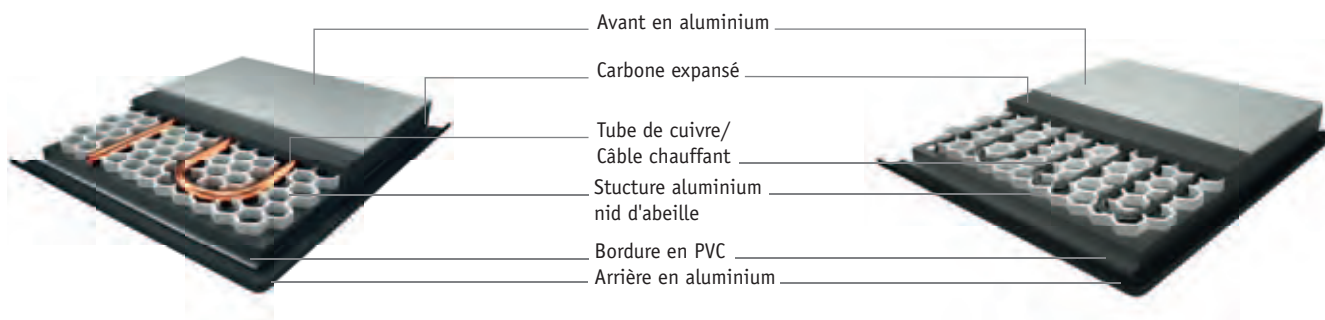 Avant en aluminium
Carbone expansé
Tube de cuivre/
Câble chauffant
Stucture aluminium
nid d'abeille
Bordure en PVC
Arrière en aluminium